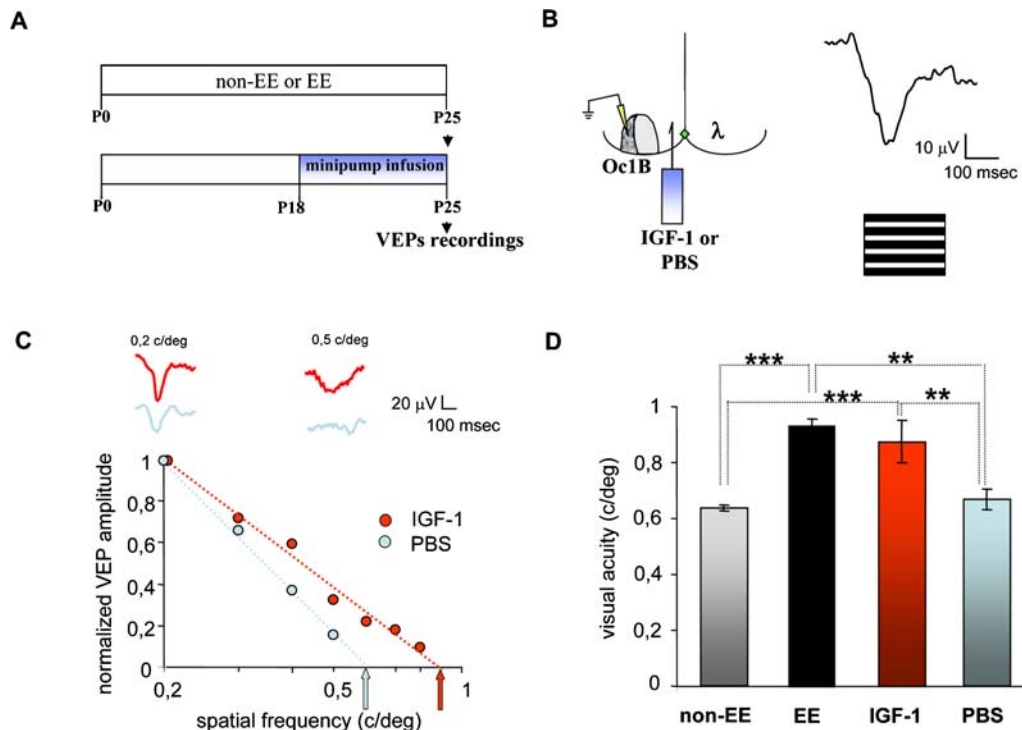 A
non-EE or EE
P0
P25
minipump infusion
P0
P18
P25
VEPs recordings
B
λ
Oc1B
IGF-1 or
PBS
10 μV
100 msec
C
0,2 c/deg
0,5 c/deg
20 μV
100 msec
normalized VEP amplitude
1
0,8
0,6
0,4
0,2
0
IGF-1
PBS
0,2
0,5
1
spatial frequency (c/deg)
D
***
**
***
**
visual acuity (c/deg)
1
0,8
0,6
0,4
0,2
0
non-EE
EE
IGF-1
PBS